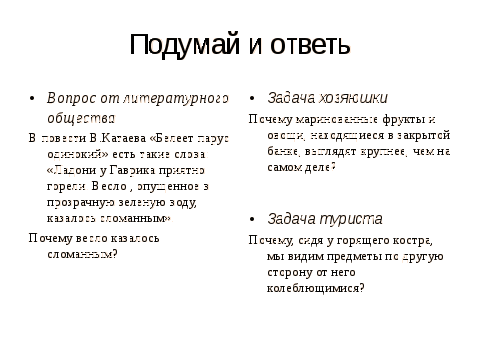 Подумай и ответь
• Вопрос от литературного
общества
В повести В.Катаева «Белеет парус
одинокий» есть такие слова:
«Ладони у Гаврика приятно
горели. Весло , опущенное в
прозрачную зеленую воду,
казалось сломанным»
Почему весло казалось
сломанным?
• Задача хозяюшки
Почему маринованные фрукты и
овощи, находящиеся в закрытой
банке, выглядят крупнее, чем на
самом деле?
• Задача туриста
Почему, сидя у горящего костра,
мы видим предметы по другую
сторону от него
колеблющимися?